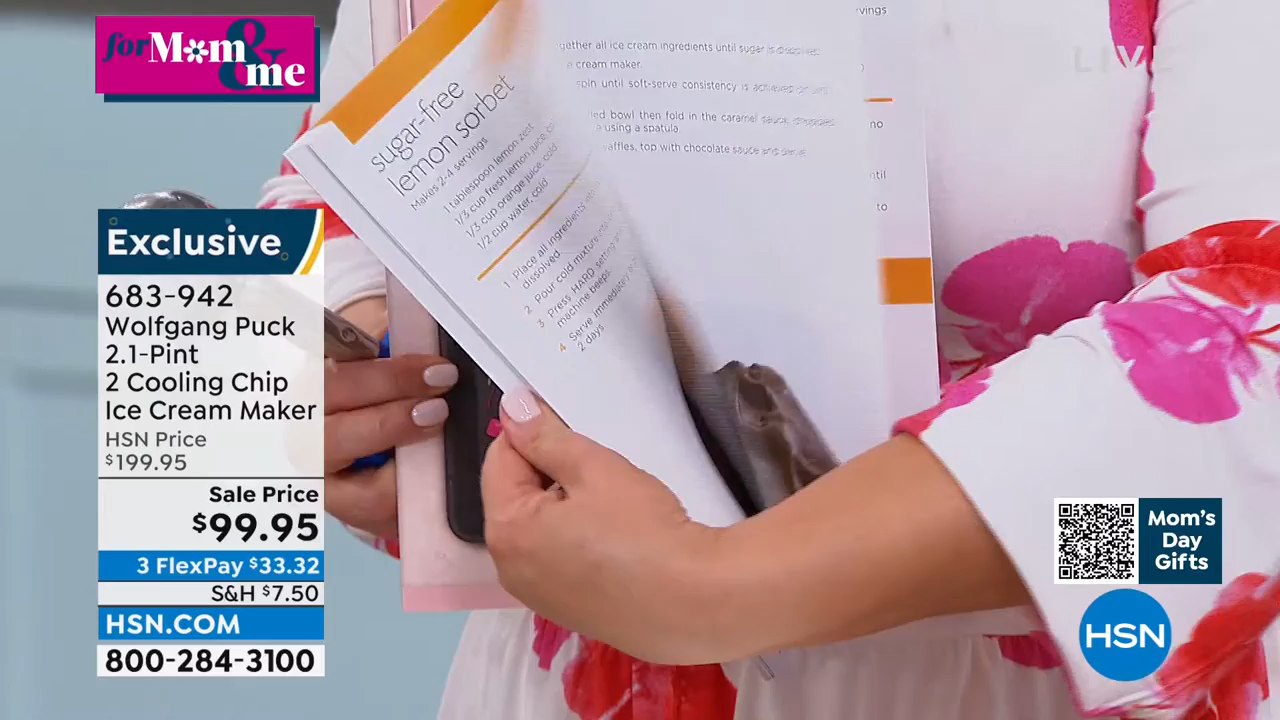 for Mom
&
me
LIVE
Exclusive
683-942
Wolfgang Puck
2.1-Pint
2 Cooling Chip
Ice Cream Maker
HSN Price
$199.95
Sale Price
$99.95
3 FlexPay $33.32
S&H $7.50
HSN.COM
800-284-3100
sugar-free
lemon sorbet
Makes 2-4 servings
1 tablespoon lemon zest
1/3 cup fresh lemon juice,
1/3 cup orange juice, cold
1/2 cup water, cold
1 Place all ingredients
dissolved.
2 Pour cold mixture
3 Press HARD setting
machine beeps.
4 Serve immediately
2 days.
all ice cream ingredients until sugar is dissolved
cream maker.
spin until soft-serve consistency is achieved
bowl then fold in the caramel sauce
using a spatula.
waffles, top with chocolate sauce and serve
to
Mom's
Day
Gifts
HSN